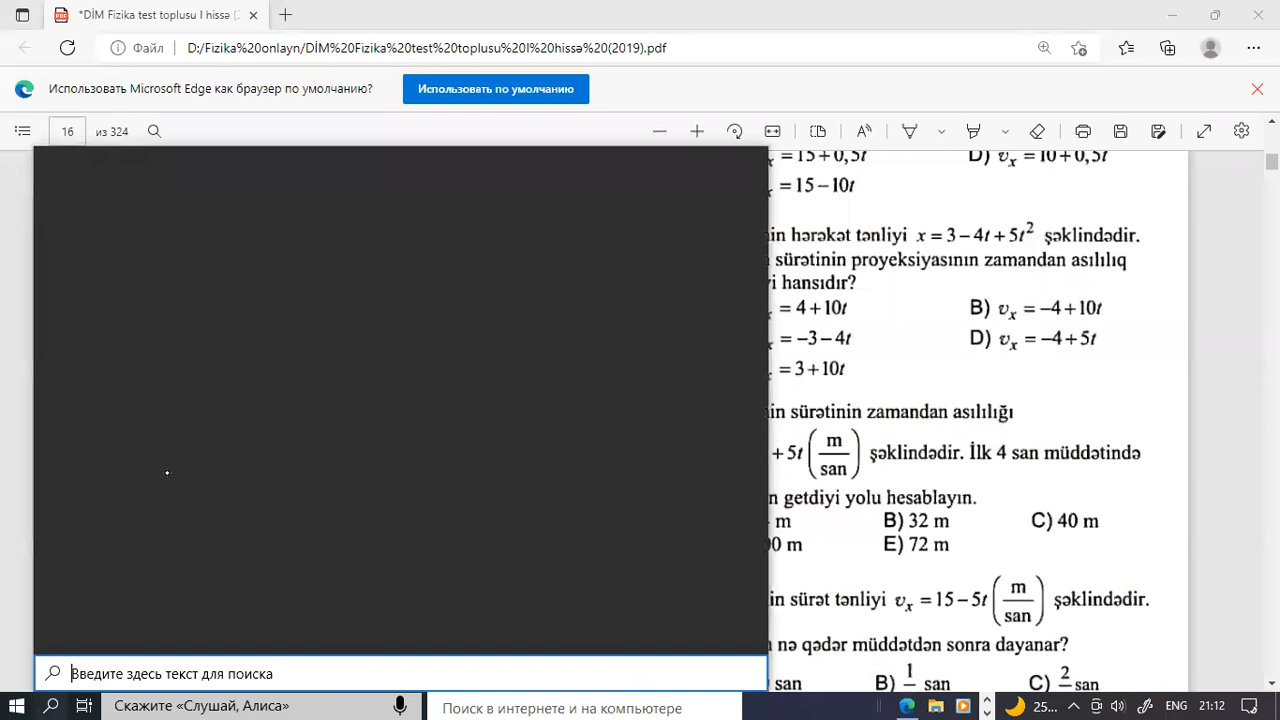 *DİM Fizika test toplusu I hissə (
Файл
D:/Fizika%20onlayn/DİM%20Fizika%20test%20toplusu%20I%20hissə%20(2019).pdf
Использовать Microsoft Edge как браузер по умолчанию?
Использовать по умолчанию
16 из 324
= 15 + 0,5t
D) vₓ = 10 + 0,5t
= 15 − 10t
hərəkət tənliyi x = 3 − 4t + 5t² şəklindədir.
sürətinin proyeksiyasının zamandan asılılıq
hansıdır?
= 4 + 10t
B) vₓ = −4 + 10t
= −3 − 4t
D) vₓ = −4 + 5t
= 3 + 10t
sürətinin zamandan asılılığı
+ 5t (m/san) şəklindədir. İlk 4 san müddətində
getdiyi yolu hesablayın.
m
B) 32 m
C) 40 m
m
E) 72 m
sürət tənliyi vₓ = 15 − 5t (m/san) şəklindədir.
nə qədər müddətdən sonra dayanar?
san
B) 1 san
C) 2 san
Введите здесь текст для поиска
Скажите «Слушай, Алиса»
Поиск в интернете и на компьютере
25...
ENG
21:12